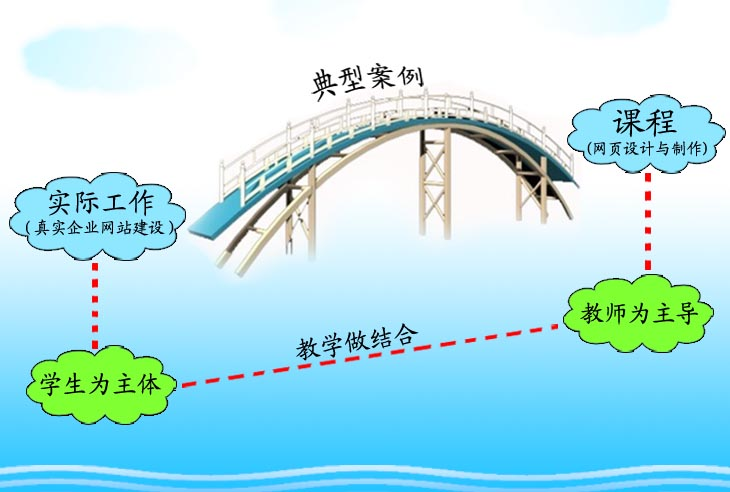 典型案例
课程
(网页设计与制作)
实际工作
(真实企业网站建设)
教师为主导
教学做结合
学生为主体